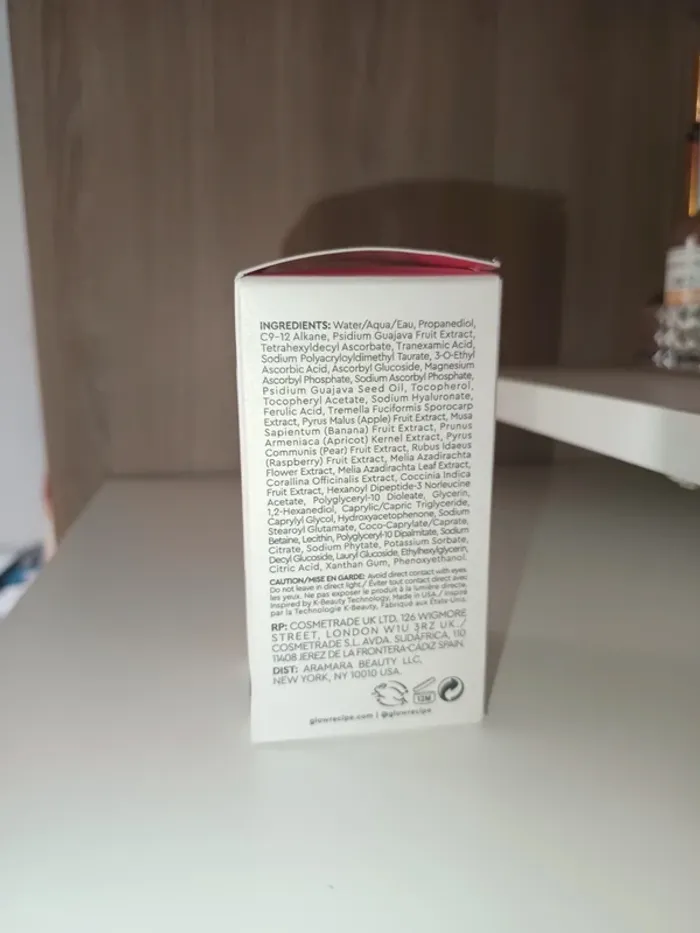 INGREDIENTS: Water/Aqua/Eau, Propanediol,
C9-12 Alkane, Psidium Guajava Fruit Extract,
Tetrahexyldecyl Ascorbate, Tranexamic Acid,
Sodium Polyacryloyldimethyl Taurate, 3-O-Ethyl
Ascorbic Acid, Ascorbyl Glucoside, Magnesium
Ascorbyl Phosphate, Sodium Ascorbyl Phosphate,
Psidium Guajava Seed Oil, Tocopherol,
Tocopheryl Acetate, Sodium Hyaluronate,
Ferulic Acid, Tremella Fuciformis Sporocarp
Extract, Pyrus Malus (Apple) Fruit Extract, Musa
Sapientum (Banana) Fruit Extract, Prunus
Armeniaca (Apricot) Kernel Extract, Pyrus
Communis (Pear) Fruit Extract, Rubus Idaeus
(Raspberry) Fruit Extract, Melia Azadirachta
Flower Extract, Melia Azadirachta Leaf Extract,
Corallina Officinalis Extract, Coccinia Indica
Fruit Extract, Hexanoyl Dipeptide-3 Norleucine
Acetate, Polyglyceryl-10 Dioleate, Glycerin,
1,2-Hexanediol, Caprylic/Capric Triglyceride,
Caprylyl Glycol, Hydroxyacetophenone, Sodium
Stearoyl Glutamate, Coco-Caprylate/Caprate,
Betaine, Lecithin, Polyglyceryl-10 Dipalmitate, Sodium
Citrate, Sodium Phytate, Potassium Sorbate,
Decyl Glucoside, Lauryl Glucoside, Ethylhexylglycerin,
Citric Acid, Xanthan Gum, Phenoxyethanol.
CAUTION/MISE EN GARDE: Avoid direct contact with eyes.
Do not leave in direct light./ Éviter tout contact direct avec
les yeux. Ne pas exposer le produit à la lumière directe.
Inspired by K-Beauty Technology, Made in USA./ Inspiré
par la Technologie K-Beauty, Fabriqué aux États-Unis.
RP: COSMETRADE UK LTD. 126 WIGMORE
STREET, LONDON W1U 3RZ UK./
COSMETRADE S.L. AVDA. SUDÁFRICA, 110
11408 JEREZ DE LA FRONTERA-CÁDIZ SPAIN.
DIST: ARAMARA BEAUTY LLC,
NEW YORK, NY 10010 USA.
12M
glowrecipe.com | @glowrecipe